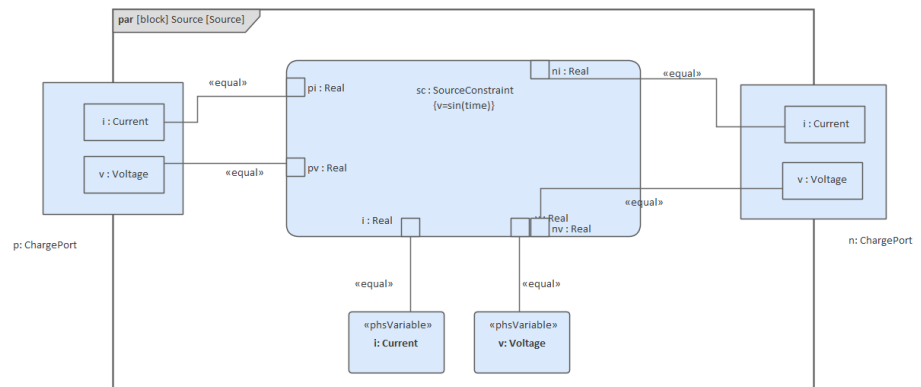 par [block] Source [Source]
«equal»
pi : Real
sc : SourceConstraint
{v=sin(time)}
ni : Real
«equal»
i : Current
i : Current
v : Voltage
«equal»
pv : Real
v : Voltage
«equal»
i : Real
v : Real
nv : Real
p: ChargePort
n: ChargePort
«equal»
«equal»
«phsVariable»
i: Current
«phsVariable»
v: Voltage